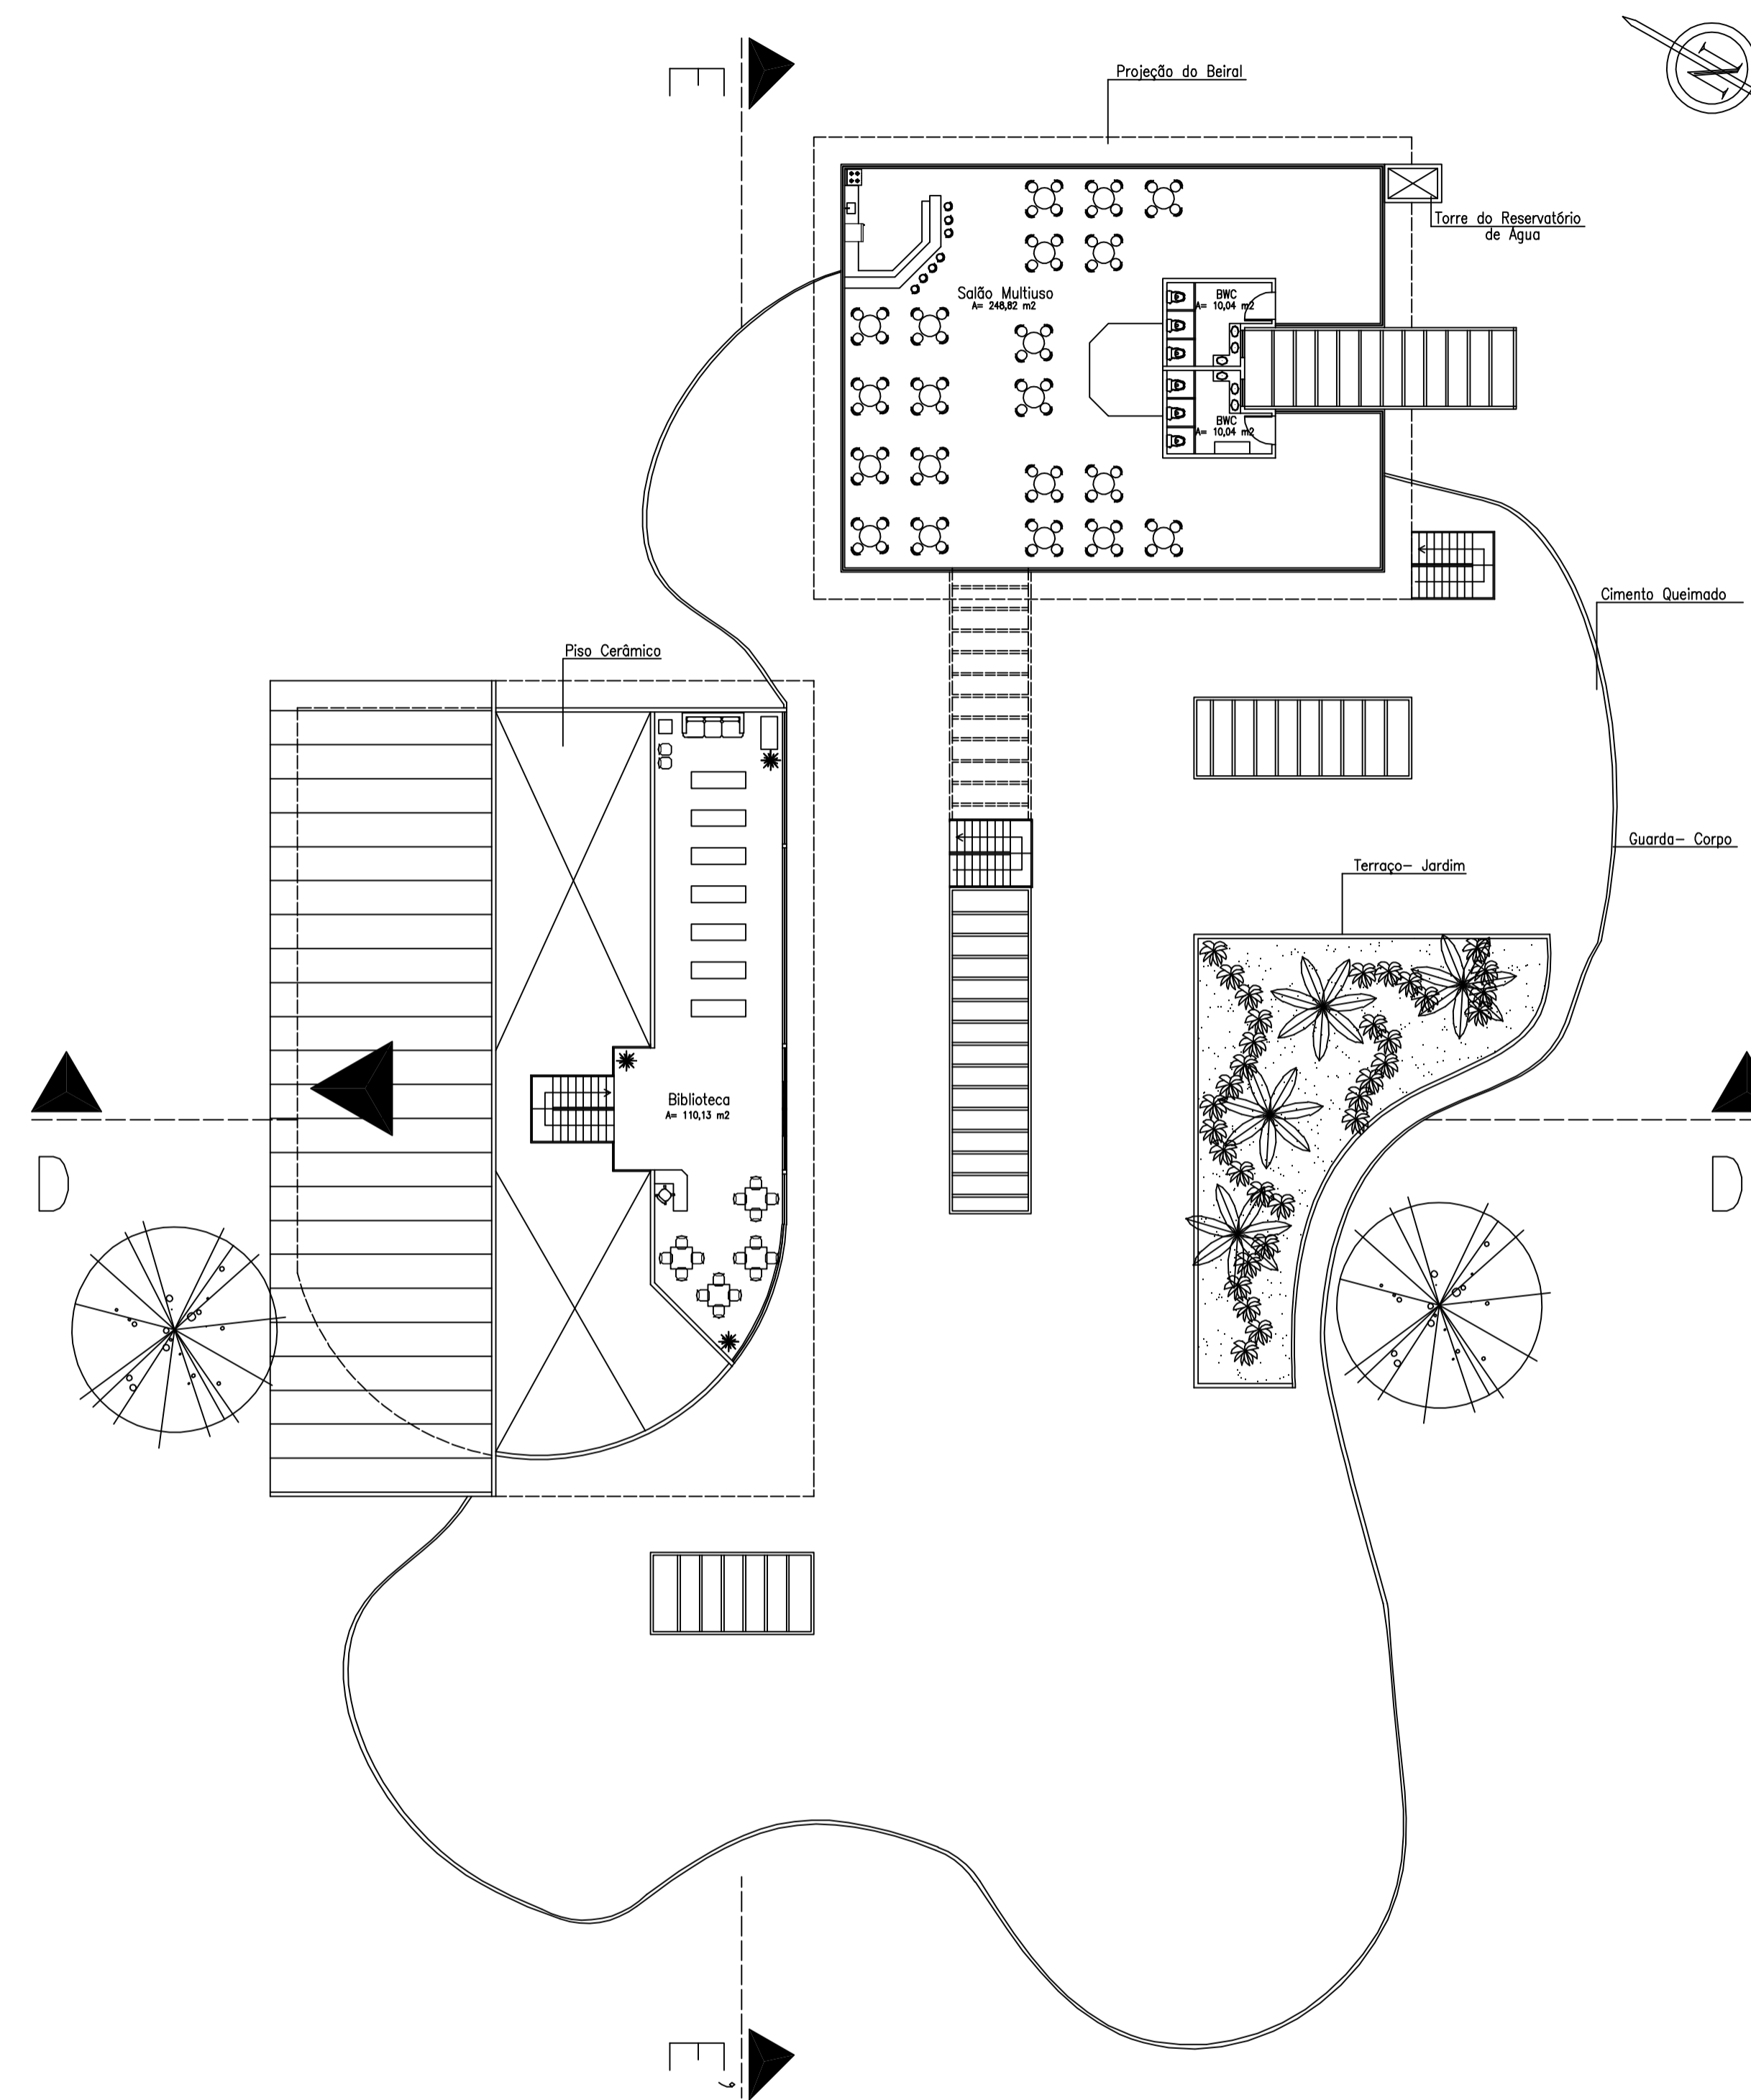 E
N
Projeção do Beiral
Torre do Reservatório
de Água
Salão Multiuso
A= 248,82 m2
BWC
A= 10,04 m2
BWC
A= 10,04 m2
Cimento Queimado
Piso Cerâmico
Guarda- Corpo
Terraço- Jardim
Biblioteca
A= 110,13 m2
D
D
E